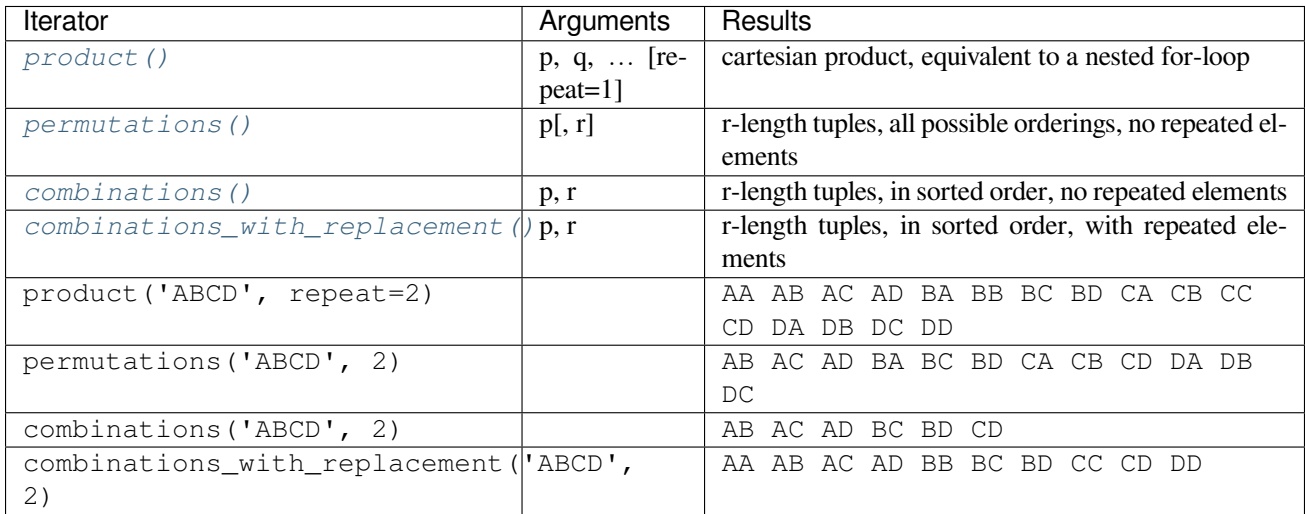 Iterator Arguments Results
product() p, q, … [re- cartesian product, equivalent to a nested for-loop
peat=1]
permutations() p[, r] r-length tuples, all possible orderings, no repeated el-
ements
combinations() p, r r-length tuples, in sorted order, no repeated elements
combinations_with_replacement() p, r r-length tuples, in sorted order, with repeated ele-
ments
product('ABCD', repeat=2) AA AB AC AD BA BB BC BD CA CB CC
CD DA DB DC DD
permutations('ABCD', 2) AB AC AD BA BC BD CA CB CD DA DB
DC
combinations('ABCD', 2) AB AC AD BC BD CD
combinations_with_replacement('ABCD', AA AB AC AD BB BC BD CC CD DD
2)